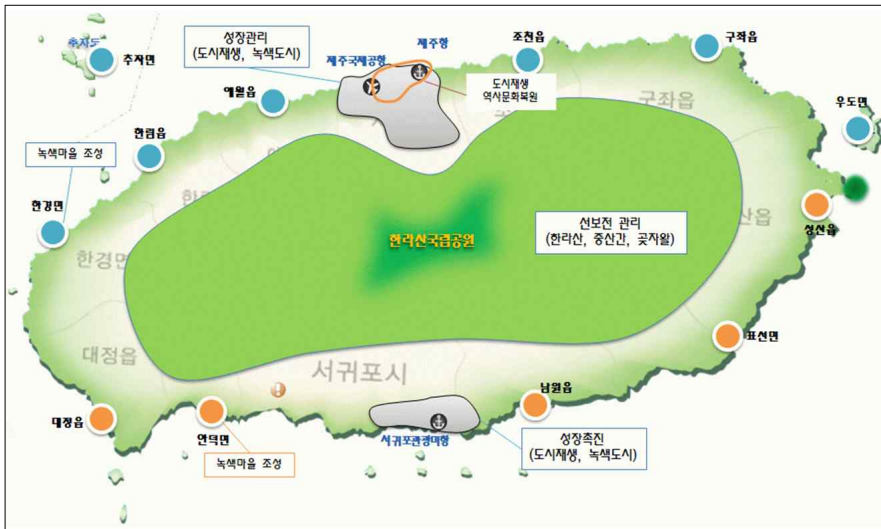 성장관리
(도시재생, 녹색도시)
제주항
조천읍
구좌읍
추자도
추자면
제주국제공항
도시재생
역사문화복원
애월읍
구좌읍
우도면
한림읍
녹색마을 조성
한경면
한라산국립공원
선보전 관리
(한라산, 중산간, 곶자왈)
산읍
성산읍
한경면
표선면
대정읍
서귀포시
남원읍
대정읍
안덕면
서귀포관광미항
성장촉진
(도시재생, 녹색도시)
녹색마을 조성